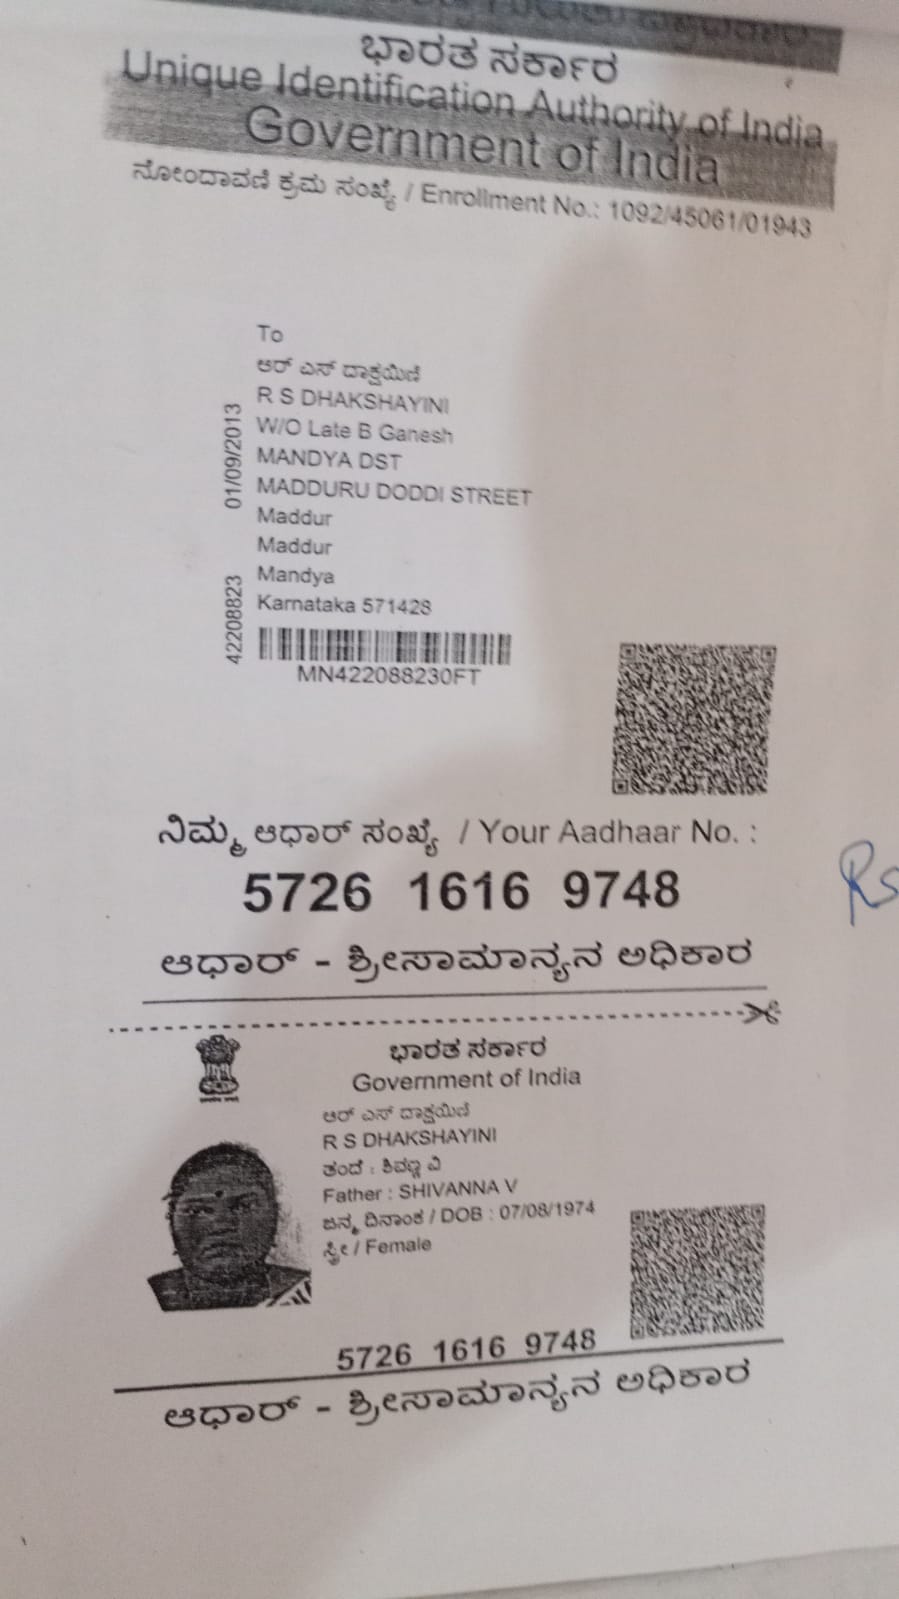 ಭಾರತ ಸರ್ಕಾರ
Unique Identification Authority of India
Government of India
ನೋಂದಾವಣಿ ಕ್ರಮ ಸಂಖ್ಯೆ / Enrollment No.: 1092/45061/01943
To
ಆರ್ ಎಸ್ ದಾಕ್ಷಯಿಣಿ
R S DHAKSHAYINI
W/O Late B Ganesh
MANDYA DST
MADDURU DODDI STREET
Maddur
Maddur
Mandya
Karnataka 571428
01/09/2013
42208823
MN422088230FT
ನಿಮ್ಮ ಆಧಾರ್ ಸಂಖ್ಯೆ / Your Aadhaar No. :
5726 1616 9748
ಆಧಾರ್ - ಶ್ರೀಸಾಮಾನ್ಯನ ಅಧಿಕಾರ
Rs
ಭಾರತ ಸರ್ಕಾರ
Government of India
ಆರ್ ಎಸ್ ದಾಕ್ಷಯಿಣಿ
R S DHAKSHAYINI
ತಂದೆ : ಶಿವಣ್ಣ ವಿ
Father : SHIVANNA V
ಜನ್ಮ ದಿನಾಂಕ / DOB : 07/08/1974
ಸ್ತ್ರೀ / Female
5726 1616 9748
ಆಧಾರ್ - ಶ್ರೀಸಾಮಾನ್ಯನ ಅಧಿಕಾರ